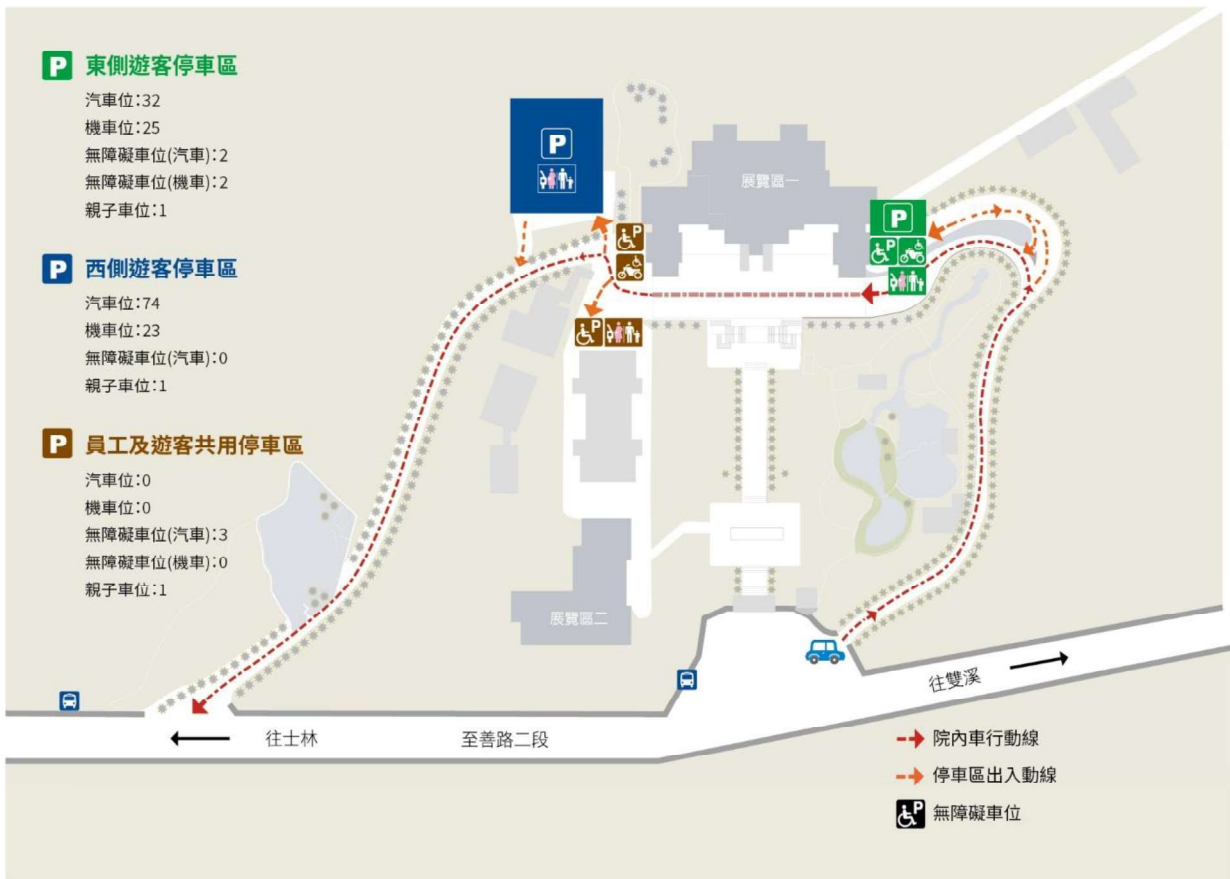 P 東側遊客停車區
汽車位:32
機車位:25
無障礙車位(汽車):2
無障礙車位(機車):2
親子車位:1
P 西側遊客停車區
汽車位:74
機車位:23
無障礙車位(汽車):0
親子車位:1
P 員工及遊客共用停車區
汽車位:0
機車位:0
無障礙車位(汽車):3
無障礙車位(機車):0
親子車位:1
P
展覽區一
P
P
P
P
展覽區二
往雙溪
往士林
至善路二段
院內車行動線
停車區出入動線
P 無障礙車位